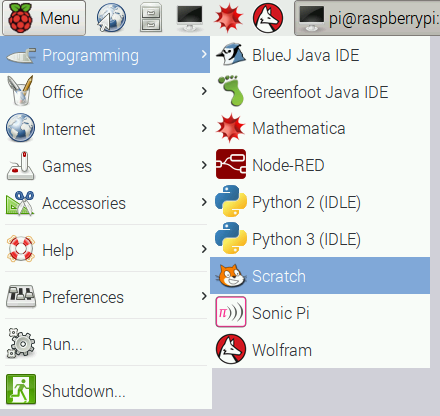 Menu
pi@raspberrypi:
Programming
Office
Internet
Games
Accessories
Help
Preferences
Run...
Shutdown...
BlueJ Java IDE
Greenfoot Java IDE
Mathematica
Node-RED
Python 2 (IDLE)
Python 3 (IDLE)
Scratch
Sonic Pi
Wolfram